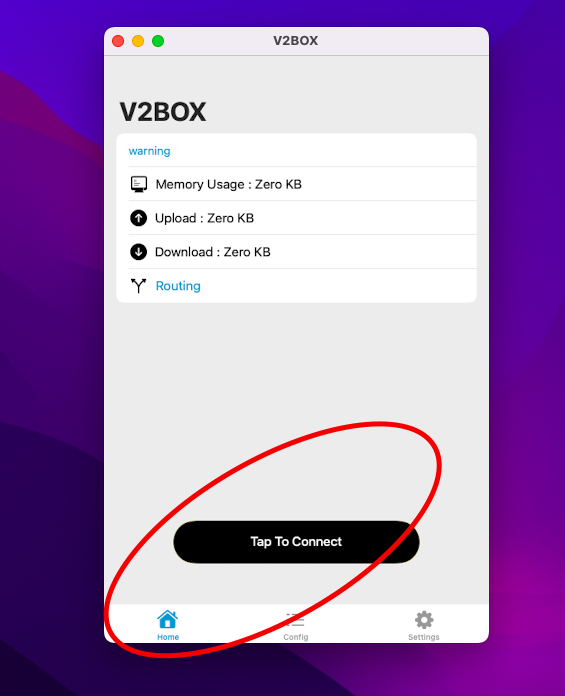 V2BOX
V2BOX
warning
Memory Usage : Zero KB
Upload : Zero KB
Download : Zero KB
Routing
Tap To Connect
Home
Config
Settings